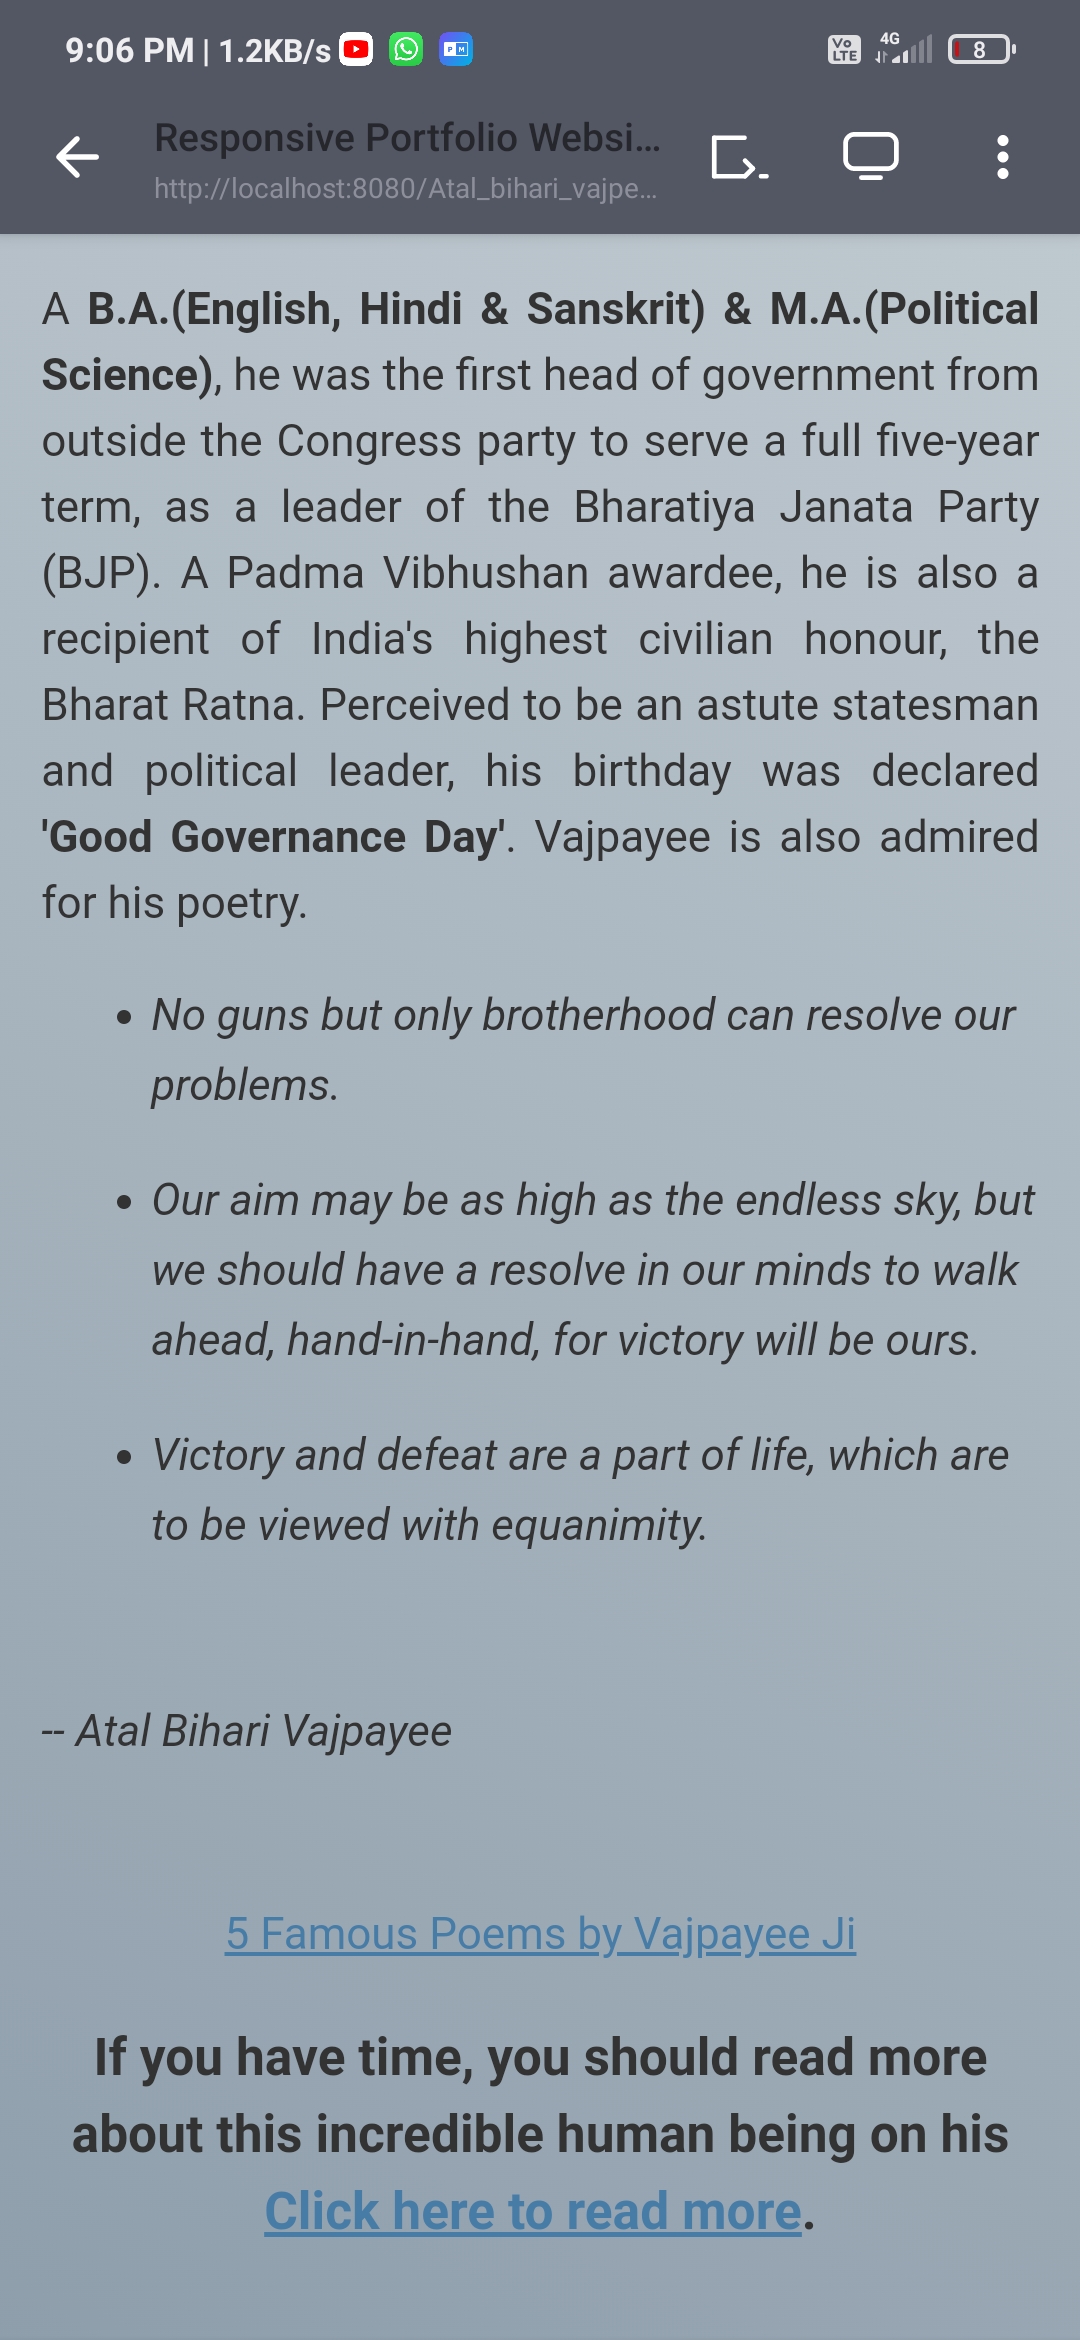 9:06 PM | 1.2KB/s
Vo LTE
4G
8
Responsive Portfolio Websi...
http://localhost:8080/Atal_bihari_vajpe...
A B.A.(English, Hindi & Sanskrit) & M.A.(Political
Science), he was the first head of government from
outside the Congress party to serve a full five-year
term, as a leader of the Bharatiya Janata Party
(BJP). A Padma Vibhushan awardee, he is also a
recipient of India's highest civilian honour, the
Bharat Ratna. Perceived to be an astute statesman
and political leader, his birthday was declared
'Good Governance Day'. Vajpayee is also admired
for his poetry.
• No guns but only brotherhood can resolve our
problems.
• Our aim may be as high as the endless sky, but
we should have a resolve in our minds to walk
ahead, hand-in-hand, for victory will be ours.
• Victory and defeat are a part of life, which are
to be viewed with equanimity.
-- Atal Bihari Vajpayee
5 Famous Poems by Vajpayee Ji
If you have time, you should read more
about this incredible human being on his
Click here to read more.